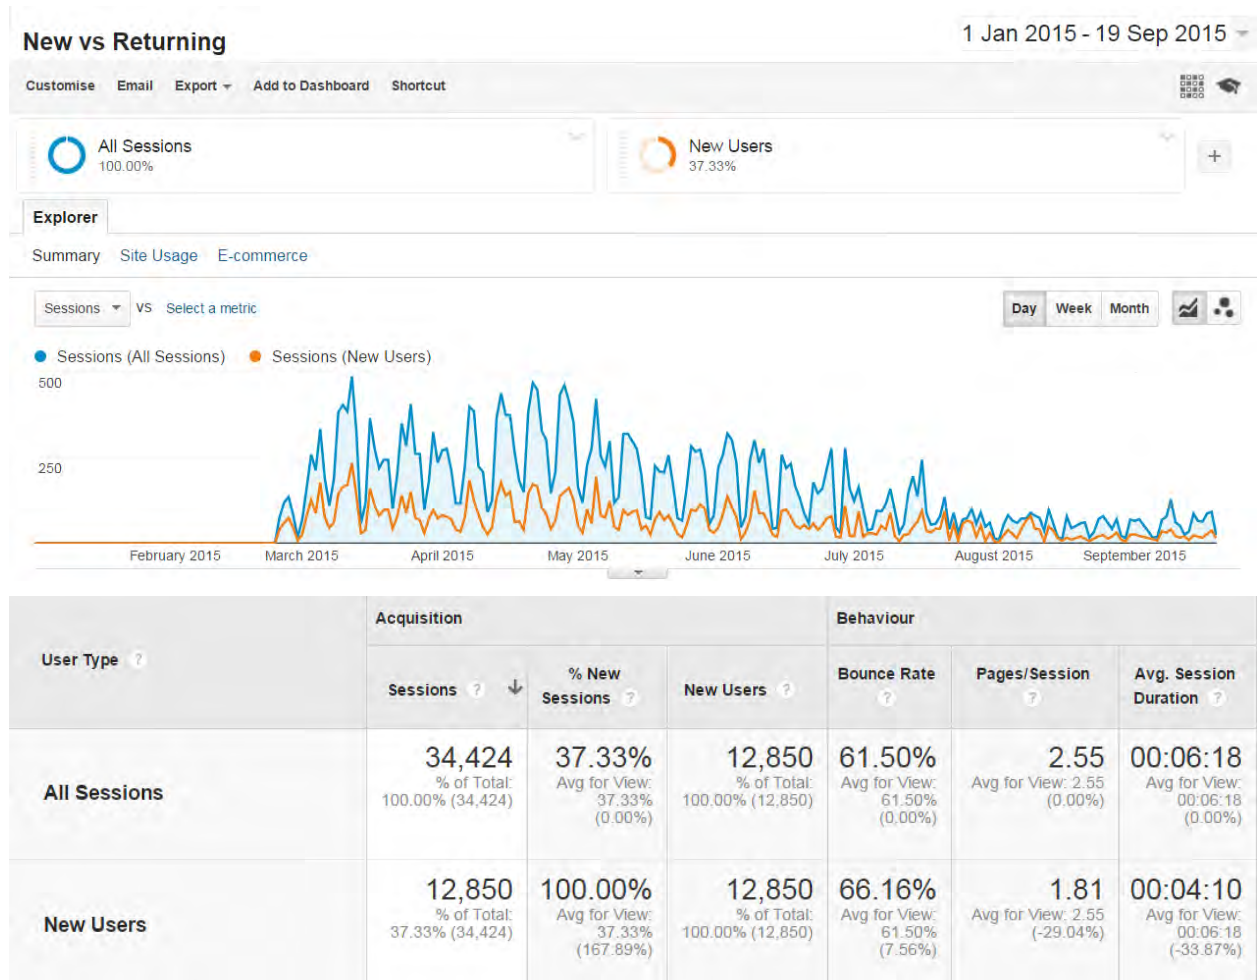 New vs Returning
1 Jan 2015 - 19 Sep 2015
Customise Email Export Add to Dashboard Shortcut
All Sessions
100.00%
New Users
37.33%
+
Explorer
Summary Site Usage E-commerce
Sessions VS Select a metric
Day Week Month
Sessions (All Sessions) Sessions (New Users)
500
250
February 2015 March 2015 April 2015 May 2015 June 2015 July 2015 August 2015 September 2015
User Type ?
Acquisition
Behaviour
Sessions ?
% New
Sessions ?
New Users ?
Bounce Rate
?
Pages/Session
?
Avg. Session
Duration ?
All Sessions
34,424
% of Total:
100.00% (34,424)
37.33%
Avg for View:
37.33%
(0.00%)
12,850
% of Total:
100.00% (12,850)
61.50%
Avg for View:
61.50%
(0.00%)
2.55
Avg for View: 2.55
(0.00%)
00:06:18
Avg for View:
00:06:18
(0.00%)
New Users
12,850
% of Total:
37.33% (34,424)
100.00%
Avg for View:
37.33%
(167.89%)
12,850
% of Total:
100.00% (12,850)
66.16%
Avg for View:
61.50%
(7.56%)
1.81
Avg for View: 2.55
(-29.04%)
00:04:10
Avg for View:
00:06:18
(-33.87%)